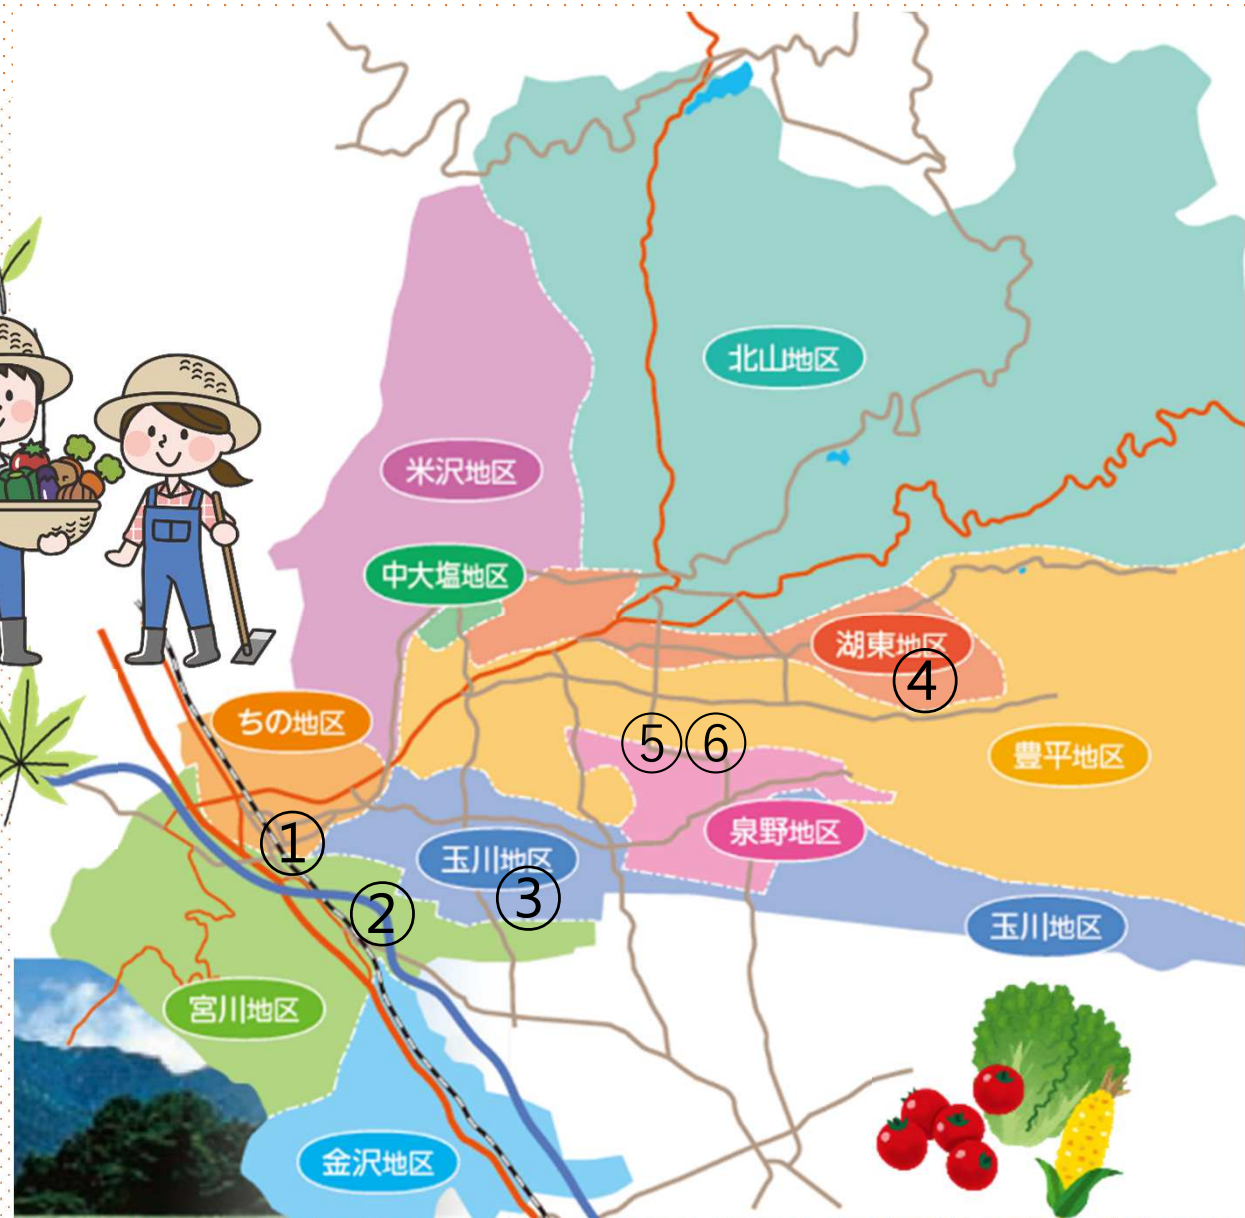 北山地区
米沢地区
中大塩地区
湖東地区
④
ちの地区
⑤⑥
豊平地区
泉野地区
①
玉川地区
③
②
玉川地区
宮川地区
金沢地区